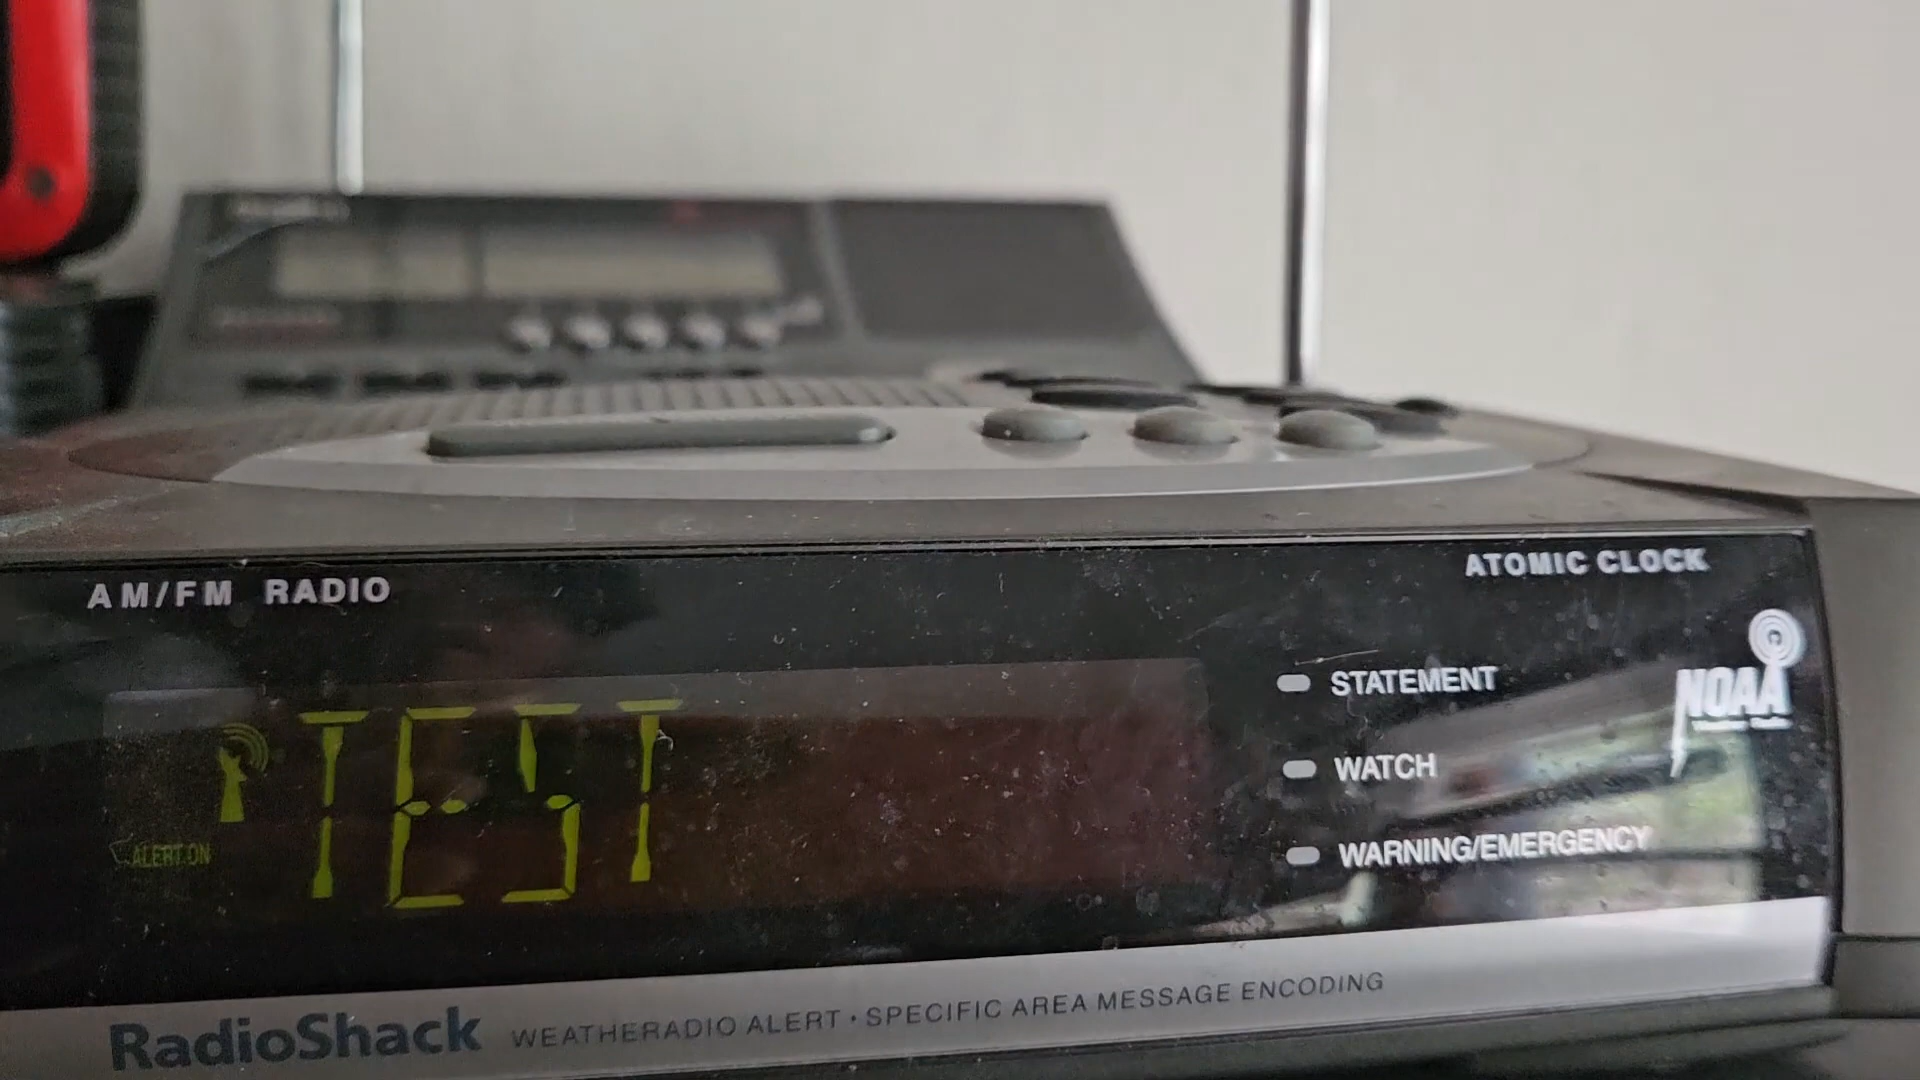 AM/FM RADIO
ATOMIC CLOCK
STATEMENT
NOAA
WATCH
TEST
ALERT ON
WARNING/EMERGENCY
RadioShack WEATHERADIO ALERT • SPECIFIC AREA MESSAGE ENCODING